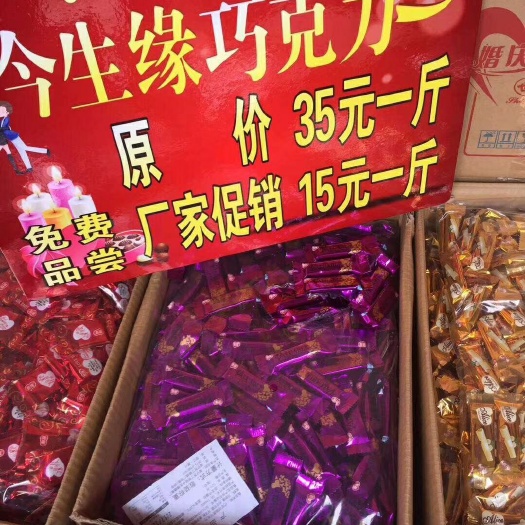 今生缘巧克力
原 价 35元一斤
厂家促销 15元一斤
免费
品尝
婚庆